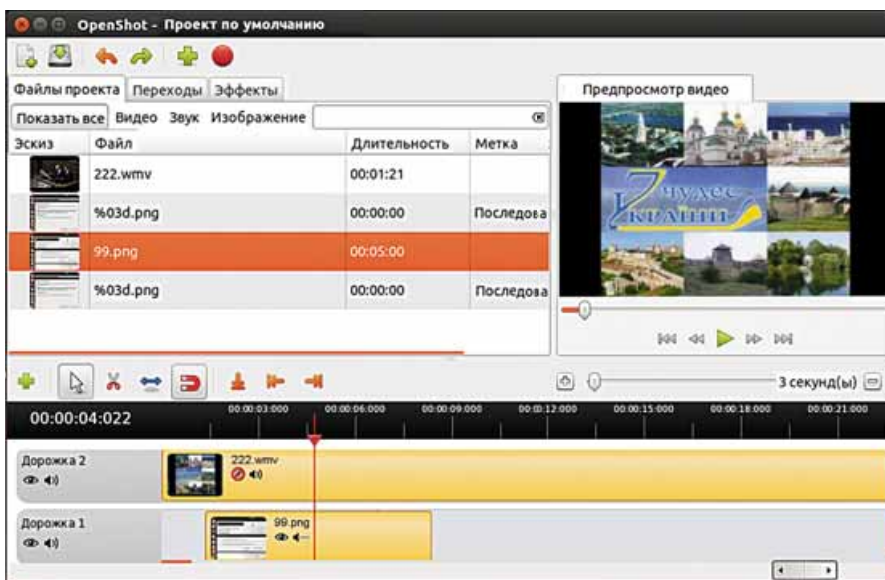 OpenShot - Проект по умолчанию
Файлы проекта Переходы Эффекты
Показать все Видео Звук Изображение
Эскиз Файл Длительность Метка
222.wmv 00:01:21
%03d.png 00:00:00 Последова
99.png 00:05:00
%03d.png 00:00:00 Последова
Предпросмотр видео
7 чудес
України
3 секунд(ы)
00:00:04:022
00:00:03:000 00:00:06:000 00:00:09:000 00:00:12:000 00:00:15:000 00:00:18:000 00:00:21:000
Дорожка 2
222.wmv
Дорожка 1
99.png